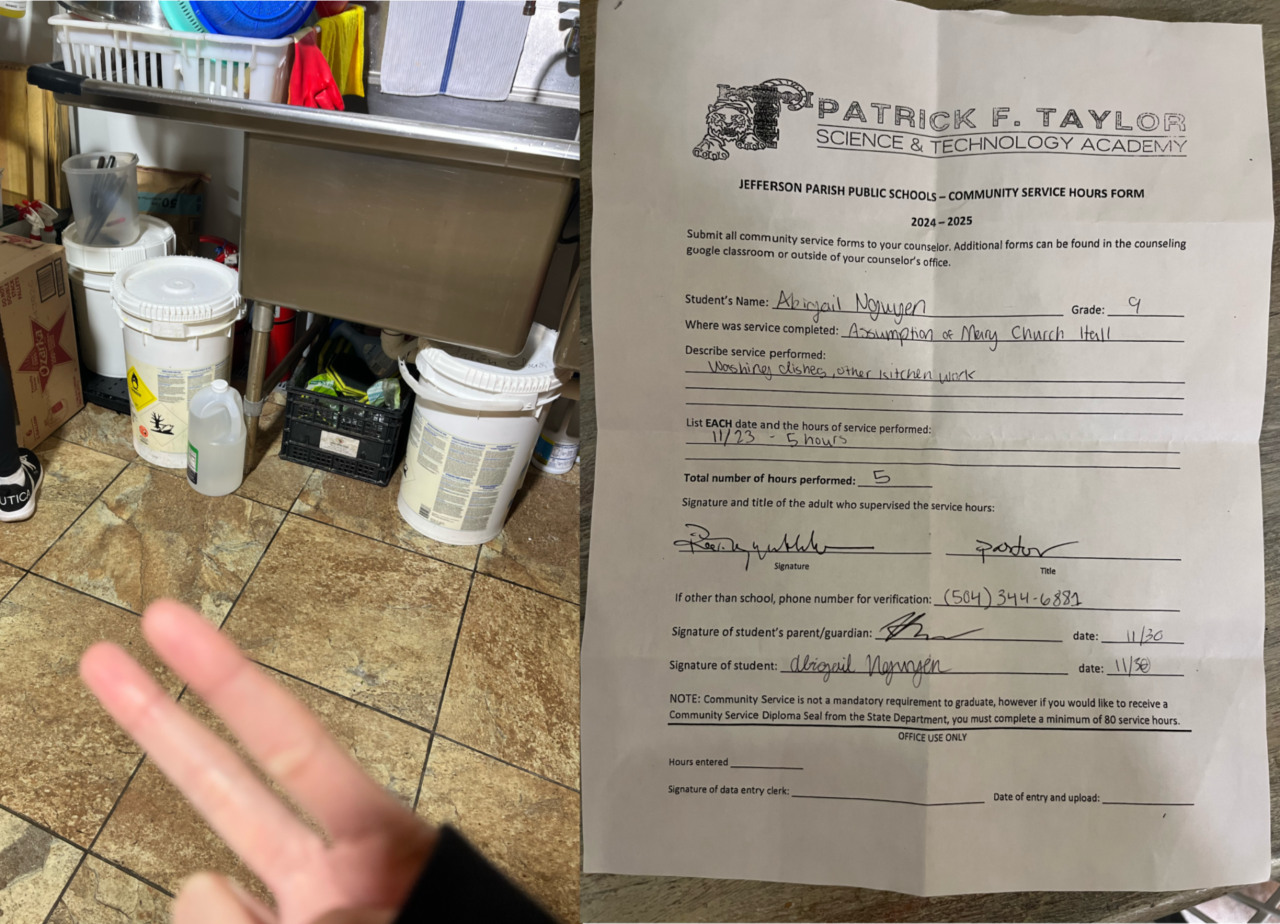 PATRICK F. TAYLOR
SCIENCE & TECHNOLOGY ACADEMY
JEFFERSON PARISH PUBLIC SCHOOLS – COMMUNITY SERVICE HOURS FORM
2024 – 2025
Submit all community service forms to your counselor. Additional forms can be found in the counseling
google classroom or outside of your counselor's office.
Student's Name: Abigail Nguyen Grade: 9
Where was service completed: Assumption of Mary Church Hall
Describe service performed:
Washing dishes, other kitchen work
List EACH date and the hours of service performed:
11/23 - 5 hours
Total number of hours performed: 5
Signature and title of the adult who supervised the service hours:
pastor
Signature Title
If other than school, phone number for verification: (504) 344-6881
Signature of student's parent/guardian: date: 11/30
Signature of student: Abigail Nguyen date: 11/30
NOTE: Community Service is not a mandatory requirement to graduate, however if you would like to receive a
Community Service Diploma Seal from the State Department, you must complete a minimum of 80 service hours.
OFFICE USE ONLY
Hours entered
Signature of data entry clerk: Date of entry and upload: